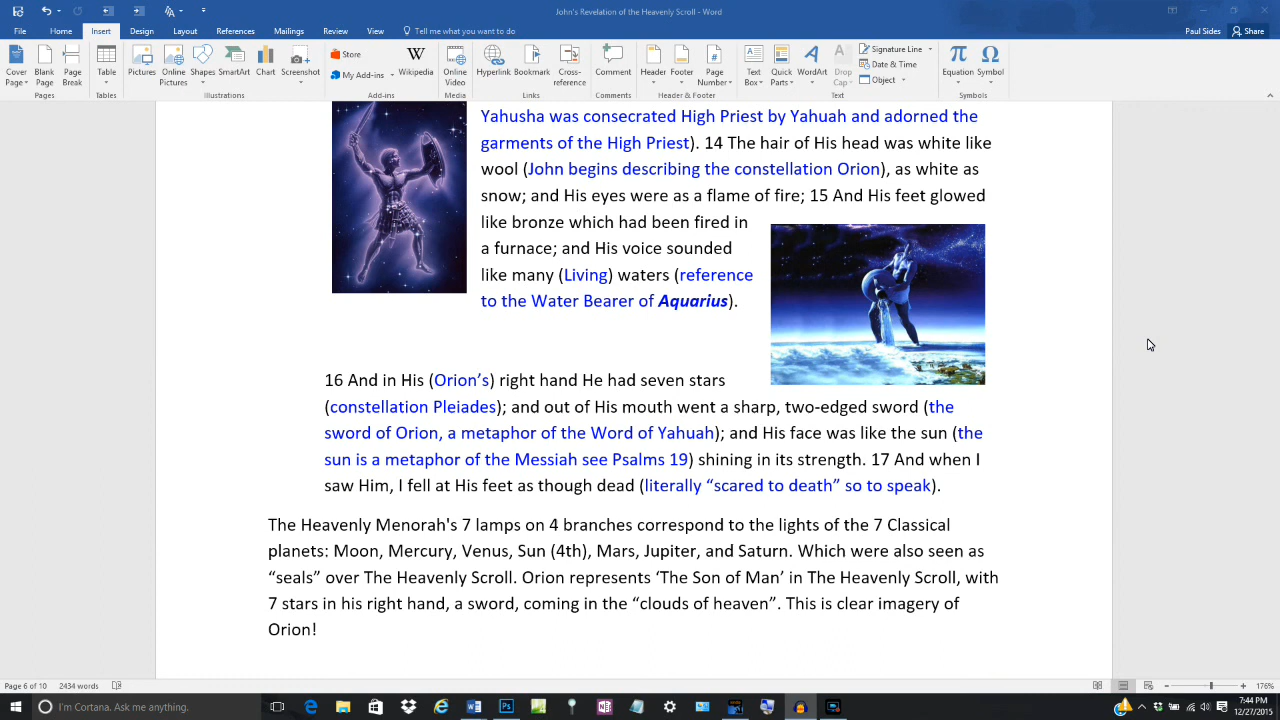 John's Revelation of the Heavenly Scroll - Word
File Home Insert Design Layout References Mailings Review View Tell me what you want to do Paul Sides Share
Cover Page Blank Page Page Break Table Pictures Online Pictures Shapes SmartArt Chart Screenshot Store My Add-ins Wikipedia Online Video Hyperlink Bookmark Cross-reference Comment Header Footer Page Number Text Box Quick Parts WordArt Drop Cap Signature Line Date & Time Object Equation Symbol
Pages Tables Illustrations Add-ins Media Links Comments Header & Footer Text Symbols
Yahusha was consecrated High Priest by Yahuah and adorned the
garments of the High Priest). 14 The hair of His head was white like
wool (John begins describing the constellation Orion), as white as
snow; and His eyes were as a flame of fire; 15 And His feet glowed
like bronze which had been fired in
a furnace; and His voice sounded
like many (Living) waters (reference
to the Water Bearer of Aquarius).
16 And in His (Orion's) right hand He had seven stars
(constellation Pleiades); and out of His mouth went a sharp, two-edged sword (the
sword of Orion, a metaphor of the Word of Yahuah); and His face was like the sun (the
sun is a metaphor of the Messiah see Psalms 19) shining in its strength. 17 And when I
saw Him, I fell at His feet as though dead (literally “scared to death” so to speak).
The Heavenly Menorah's 7 lamps on 4 branches correspond to the lights of the 7 Classical
planets: Moon, Mercury, Venus, Sun (4th), Mars, Jupiter, and Saturn. Which were also seen as
“seals” over The Heavenly Scroll. Orion represents ‘The Son of Man’ in The Heavenly Scroll, with
7 stars in his right hand, a sword, coming in the “clouds of heaven”. This is clear imagery of
Orion!
Page 6 of 10 2434 words 176%
I'm Cortana. Ask me anything. 7:44 PM
12/27/2015